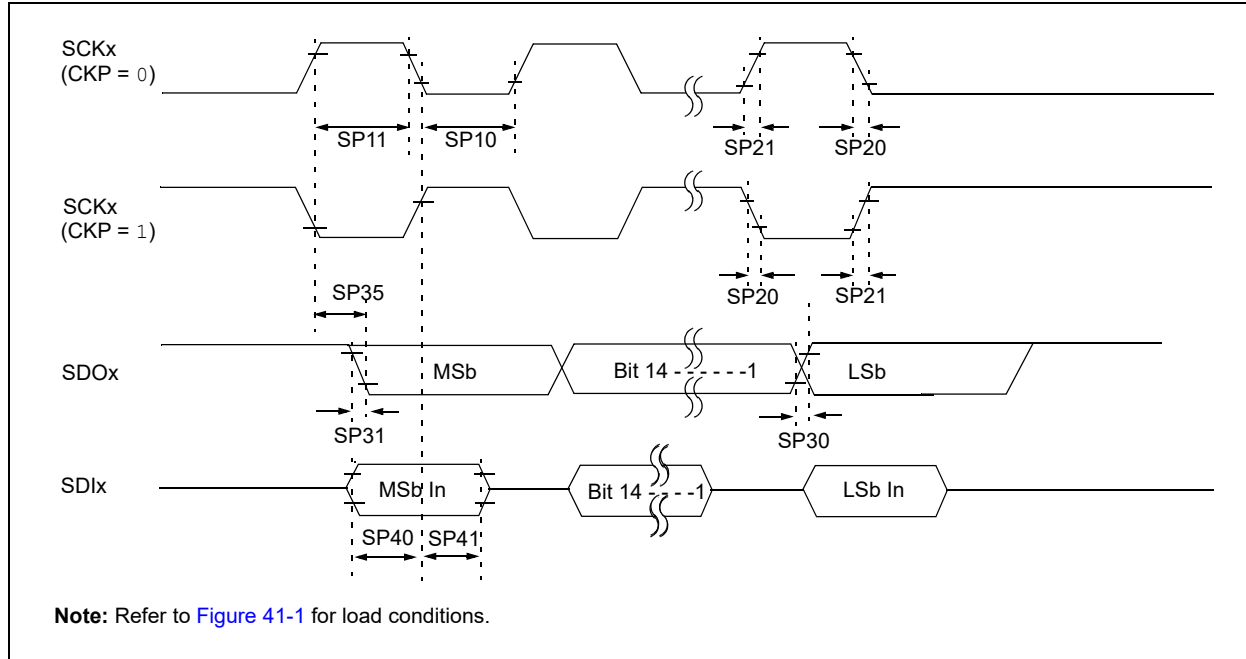 SCKx
(CKP = 0)
SP11
SP10
SP21
SP20
SCKx
(CKP = 1)
SP35
SP20
SP21
SDOx
MSb
Bit 14 - - - - - -1
LSb
SP31
SP30
SDIx
MSb In
Bit 14 - - - - -1
LSb In
SP40
SP41
Note: Refer to Figure 41-1 for load conditions.